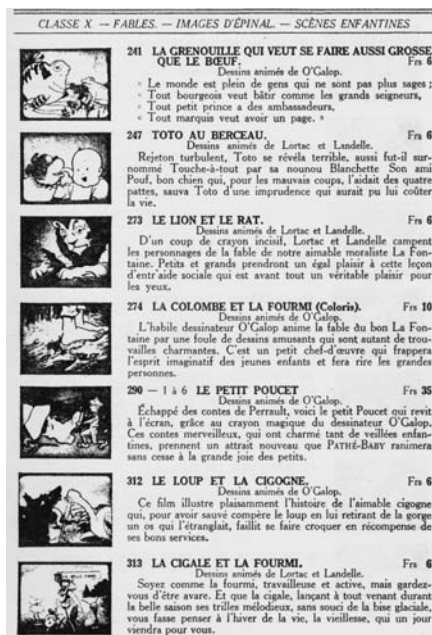 CLASSE X. — FABLES. — IMAGES D'ÉPINAL. — SCÈNES ENFANTINES
241 LA GRENOUILLE QUI VEUT SE FAIRE AUSSI GROSSE
QUE LE BŒUF. Frs 6
Dessins animés de O'Galop.
« Le monde est plein de gens qui ne sont pas plus sages ;
« Tout bourgeois veut bâtir comme les grands seigneurs,
« Tout petit prince a des ambassadeurs,
« Tout marquis veut avoir un page. »
247 TOTO AU BERCEAU. Frs 6
Dessins animés de Lortac et Landelle.
Rejeton turbulent, Toto se révéla terrible, aussi fut-il sur-
nommé Touche-à-tout par sa nounou Blanchette Son ami
Pouf, bon chien qui, pour les mauvais coups, l'aidait des quatre
pattes, sauva Toto d'une imprudence qui aurait pu lui coûter
la vie.
273 LE LION ET LE RAT. Frs 6
Dessins animés de Lortac et Landelle.
D'un coup de crayon incisif, Lortac et Landelle campent
les personnages de la fable de notre aimable moraliste La Fon-
taine. Petits et grands prendront un égal plaisir à cette leçon
d'entr'aide sociale qui est avant tout un véritable plaisir pour
les yeux.
274 LA COLOMBE ET LA FOURMI (Coloris). Frs 10
Dessins animés de O'Galop.
L'habile dessinateur O'Galop anime la fable du bon La Fon-
taine par une foule de dessins amusants qui sont autant de trou-
vailles charmantes. C'est un petit chef-d'œuvre qui frappera
l'esprit imaginatif des jeunes enfants et fera rire les grandes
personnes.
290 — 1 à 6 LE PETIT POUCET Frs 35
Dessins animés de O'Galop.
Échappé des contes de Perrault, voici le petit Poucet qui revit
à l'écran, grâce au crayon magique du dessinateur O'Galop.
Ces contes merveilleux, qui ont charmé tant de veillées enfan-
tines, prennent un attrait nouveau que PATHÉ-BABY ranimera
sans cesse à la grande joie des petits.
312 LE LOUP ET LA CIGOGNE. Frs 6
Dessins animés de O'Galop.
Ce film illustre plaisamment l'histoire de l'aimable cigogne
qui, pour avoir sauvé compère le loup en lui retirant de la gorge
un os qui l'étranglait, faillit se faire croquer en récompense de
ses bons services.
313 LA CIGALE ET LA FOURMI. Frs 6
Dessins animés de Lortac et Landelle.
Soyez comme la fourmi, travailleuse et active, mais gardez-
vous d'être avare. Et que la cigale, lançant à tout venant durant
la belle saison ses trilles mélodieux, sans souci de la bise glaciale,
vous fasse penser à l'hiver de la vie, la vieillesse, qui un jour
viendra pour vous.